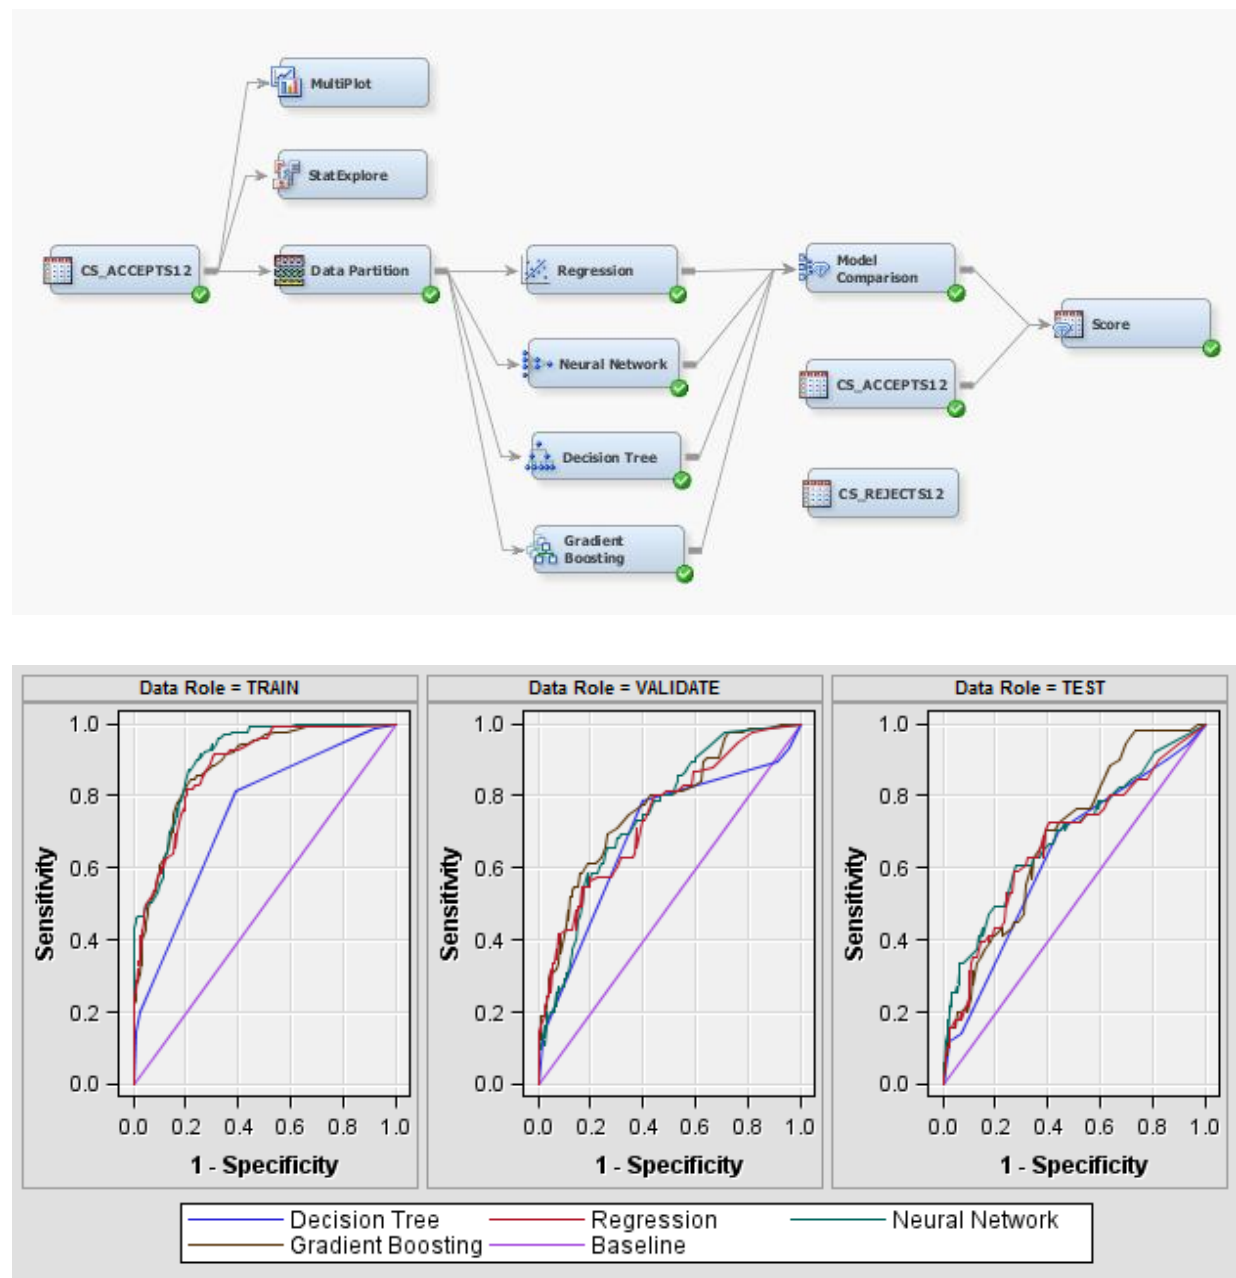 MultiPlot
StatExplore
CS_ACCEPTS12
Data Partition
Regression
Model
Comparison
Score
Neural Network
CS_ACCEPTS12
Decision Tree
CS_REJECTS12
Gradient
Boosting
Data Role = TRAIN
Data Role = VALIDATE
Data Role = TEST
1.0
0.8
0.6
0.4
0.2
0.0
Sensitivity
0.0 0.2 0.4 0.6 0.8 1.0
1 - Specificity
1.0
0.8
0.6
0.4
0.2
0.0
Sensitivity
0.0 0.2 0.4 0.6 0.8 1.0
1 - Specificity
1.0
0.8
0.6
0.4
0.2
0.0
Sensitivity
0.0 0.2 0.4 0.6 0.8 1.0
1 - Specificity
Decision Tree
Regression
Neural Network
Gradient Boosting
Baseline